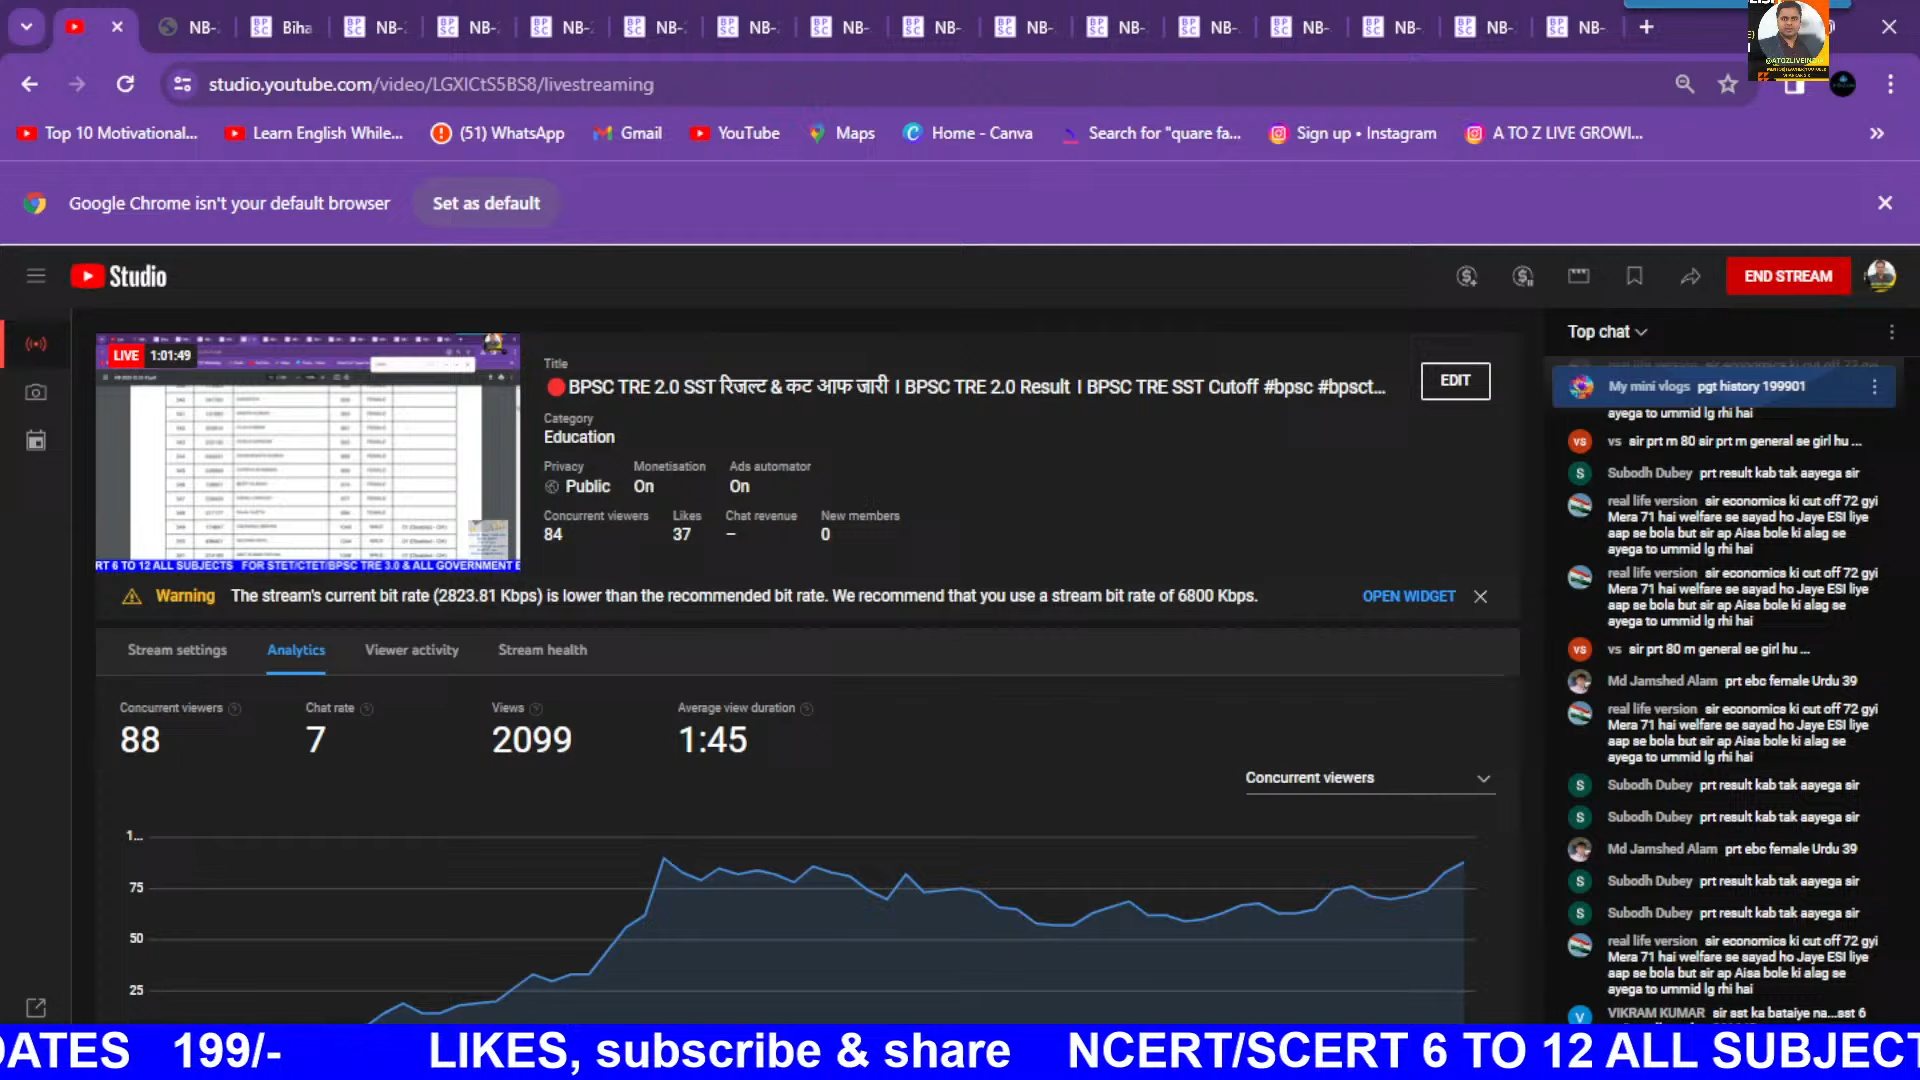 NB-
Biha
NB-
NB-
NB-
NB-
NB-
NB-
NB-
NB-
NB-
NB-
NB-
NB-
NB-
NB-
@ATOZLIVEIN
studio.youtube.com/video/LGXICtS5BS8/livestreaming
Top 10 Motivational...
Learn English While...
(51) WhatsApp
Gmail
YouTube
Maps
Home - Canva
Search for "quare fa...
Sign up • Instagram
A TO Z LIVE GROWI...
Google Chrome isn't your default browser
Set as default
Studio
END STREAM
LIVE 1:01:49
RT 6 TO 12 ALL SUBJECTS FOR STET/CTET/BPSC TRE 3.0 & ALL GOVERNMENT E
Title
BPSC TRE 2.0 SST रिजल्ट & कट आफ जारी । BPSC TRE 2.0 Result । BPSC TRE SST Cutoff #bpsc #bpsct...
EDIT
Category
Education
Privacy Monetisation Ads automator
Public On On
Concurrent viewers Likes Chat revenue New members
84 37 – 0
Warning The stream's current bit rate (2823.81 Kbps) is lower than the recommended bit rate. We recommend that you use a stream bit rate of 6800 Kbps.
OPEN WIDGET
Stream settings Analytics Viewer activity Stream health
Concurrent viewers Chat rate Views Average view duration
88 7 2099 1:45
Concurrent viewers
1...
75
50
25
Top chat
My mini vlogs pgt history 199901
ayega to ummid lg rhi hai
vs sir prt m 80 sir prt m general se girl hu ...
Subodh Dubey prt result kab tak aayega sir
real life version sir economics ki cut off 72 gyi
Mera 71 hai welfare se sayad ho Jaye ESI liye
aap se bola but sir ap Aisa bole ki alag se
ayega to ummid lg rhi hai
real life version sir economics ki cut off 72 gyi
Mera 71 hai welfare se sayad ho Jaye ESI liye
aap se bola but sir ap Aisa bole ki alag se
ayega to ummid lg rhi hai
vs sir prt 80 m general se girl hu ...
Md Jamshed Alam prt ebc female Urdu 39
real life version sir economics ki cut off 72 gyi
Mera 71 hai welfare se sayad ho Jaye ESI liye
aap se bola but sir ap Aisa bole ki alag se
ayega to ummid lg rhi hai
Subodh Dubey prt result kab tak aayega sir
Subodh Dubey prt result kab tak aayega sir
Md Jamshed Alam prt ebc female Urdu 39
Subodh Dubey prt result kab tak aayega sir
Subodh Dubey prt result kab tak aayega sir
real life version sir economics ki cut off 72 gyi
Mera 71 hai welfare se sayad ho Jaye ESI liye
aap se bola but sir ap Aisa bole ki alag se
ayega to ummid lg rhi hai
VIKRAM KUMAR sir sst ka bataiye na...sst 6
DATES 199/- LIKES, subscribe & share NCERT/SCERT 6 TO 12 ALL SUBJECT